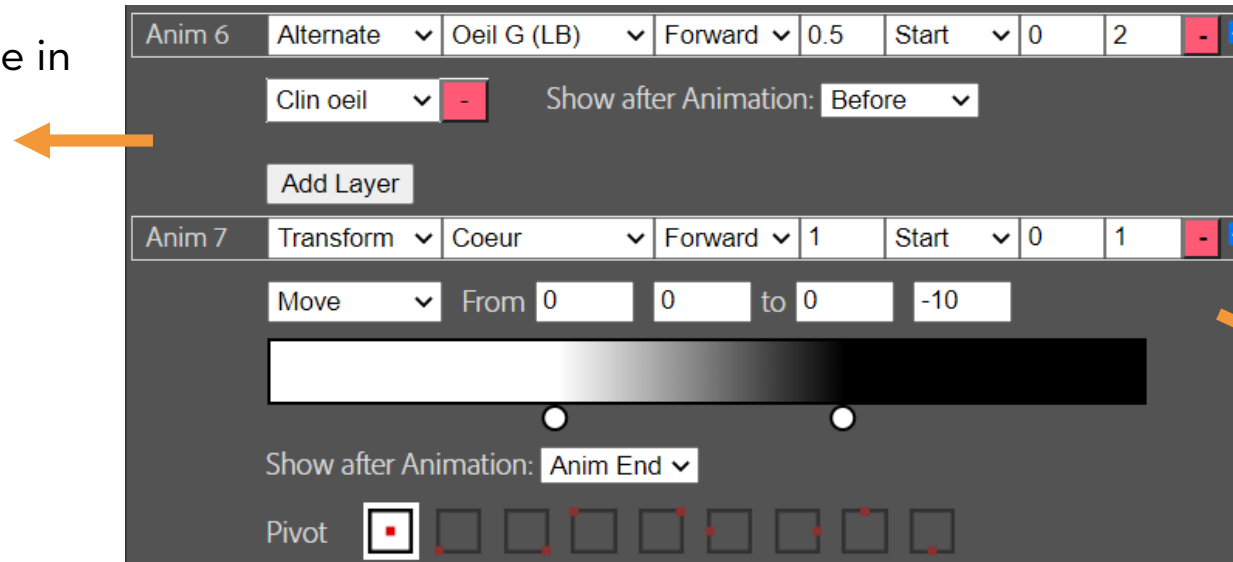 e in
Anim 6 Alternate Oeil G (LB) Forward 0.5 Start 0 2 -
Clin oeil - Show after Animation: Before
Add Layer
Anim 7 Transform Coeur Forward 1 Start 0 1 -
Move From 0 0 to 0 -10
Show after Animation: Anim End
Pivot